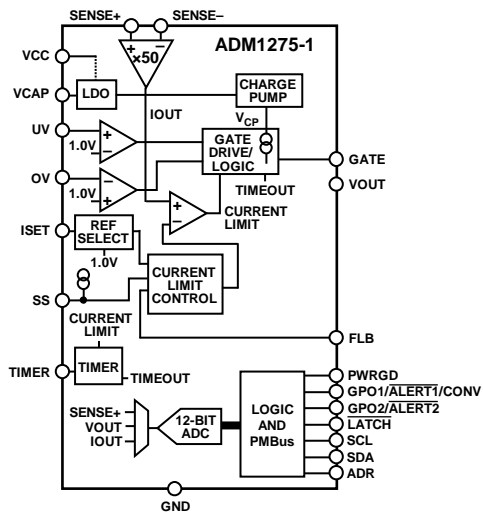 SENSE+ SENSE–
ADM1275-1
VCC
+ –
×50
VCAP
LDO
CHARGE
PUMP
IOUT
VCP
UV
+
–
1.0V
GATE
DRIVE/
LOGIC
GATE
OV
–
+
1.0V
TIMEOUT
VOUT
+
–
CURRENT
LIMIT
ISET
REF
SELECT
1.0V
CURRENT
LIMIT
CONTROL
SS
CURRENT
LIMIT
FLB
TIMER
TIMER
TIMEOUT
PWRGD
GPO1/ALERT1/CONV
GPO2/ALERT2
LATCH
SCL
SDA
ADR
SENSE+
VOUT
IOUT
12-BIT
ADC
LOGIC
AND
PMBus
GND